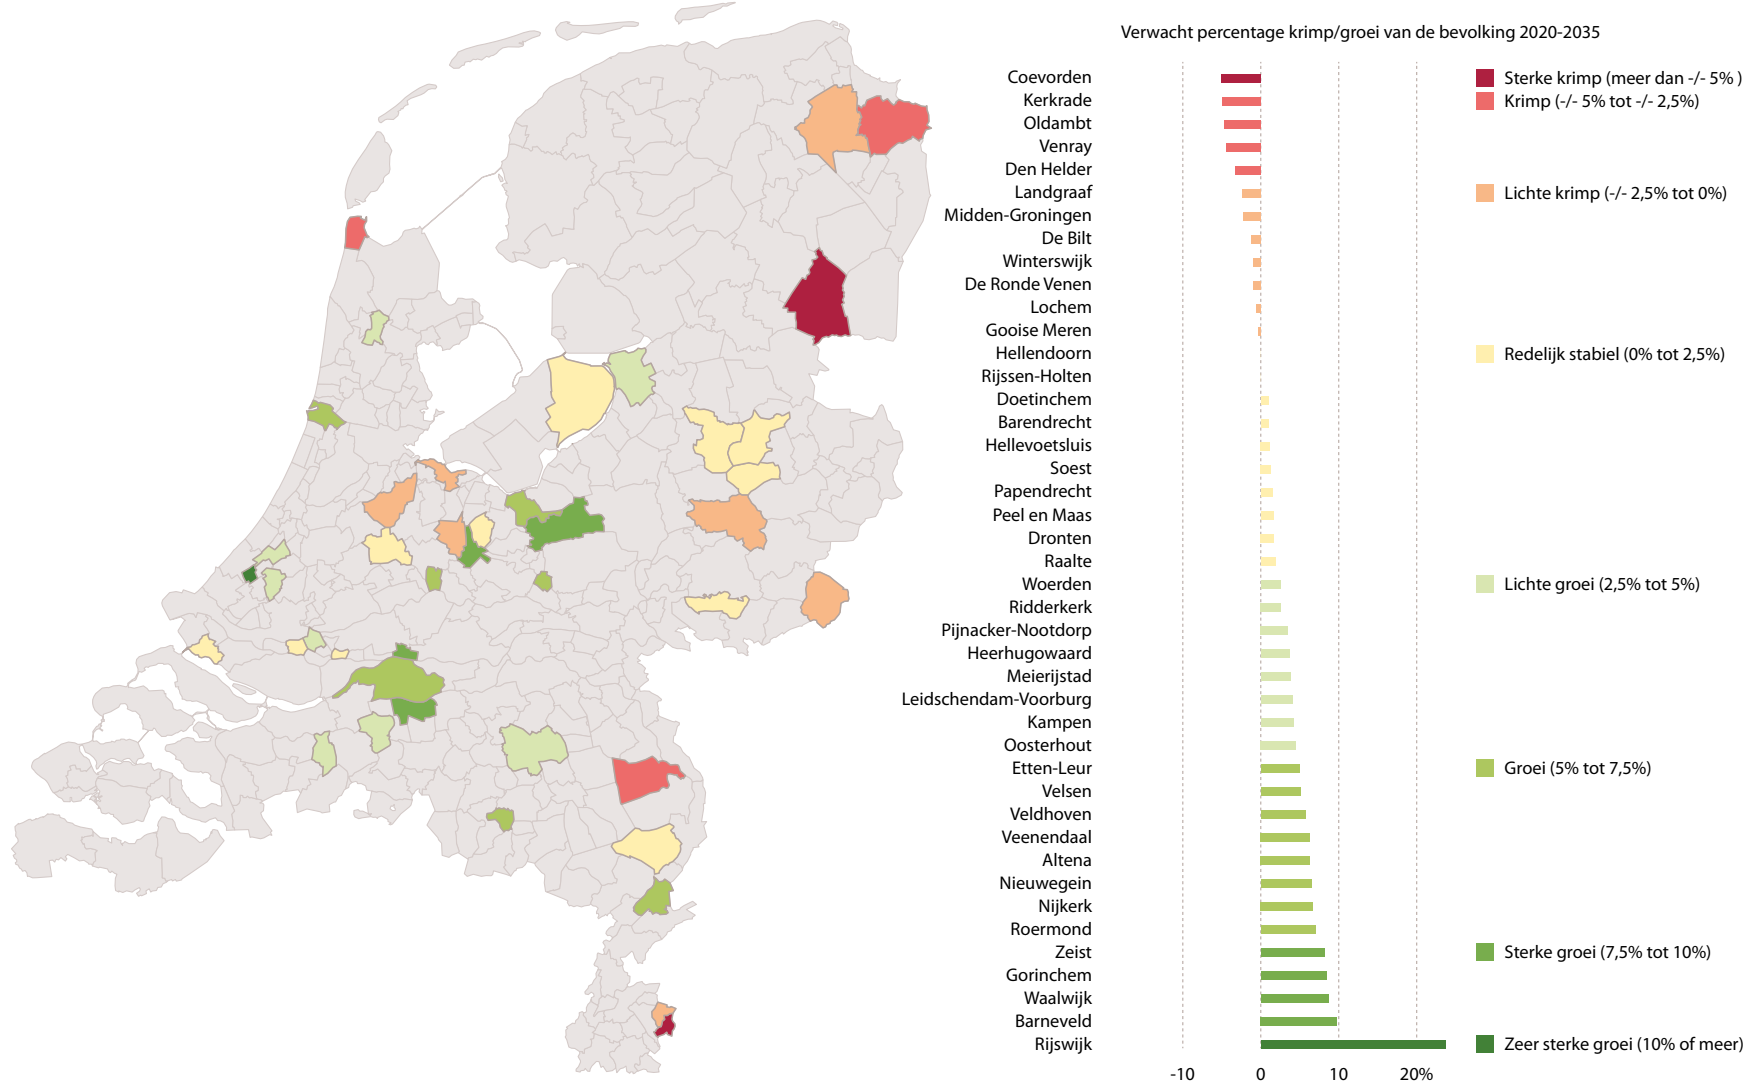 Verwacht percentage krimp/groei van de bevolking 2020-2035
Coevorden
Sterke krimp (meer dan -/- 5% )
Kerkrade
Krimp (-/- 5% tot -/- 2,5%)
Oldambt
Venray
Den Helder
Landgraaf
Lichte krimp (-/- 2,5% tot 0%)
Midden-Groningen
De Bilt
Winterswijk
De Ronde Venen
Lochem
Gooise Meren
Hellendoorn
Redelijk stabiel (0% tot 2,5%)
Rijssen-Holten
Doetinchem
Barendrecht
Hellevoetsluis
Soest
Papendrecht
Peel en Maas
Dronten
Raalte
Woerden
Lichte groei (2,5% tot 5%)
Ridderkerk
Pijnacker-Nootdorp
Heerhugowaard
Meierijstad
Leidschendam-Voorburg
Kampen
Oosterhout
Etten-Leur
Groei (5% tot 7,5%)
Velsen
Veldhoven
Veenendaal
Altena
Nieuwegein
Nijkerk
Roermond
Zeist
Sterke groei (7,5% tot 10%)
Gorinchem
Waalwijk
Barneveld
Rijswijk
Zeer sterke groei (10% of meer)
-10 0 10 20%